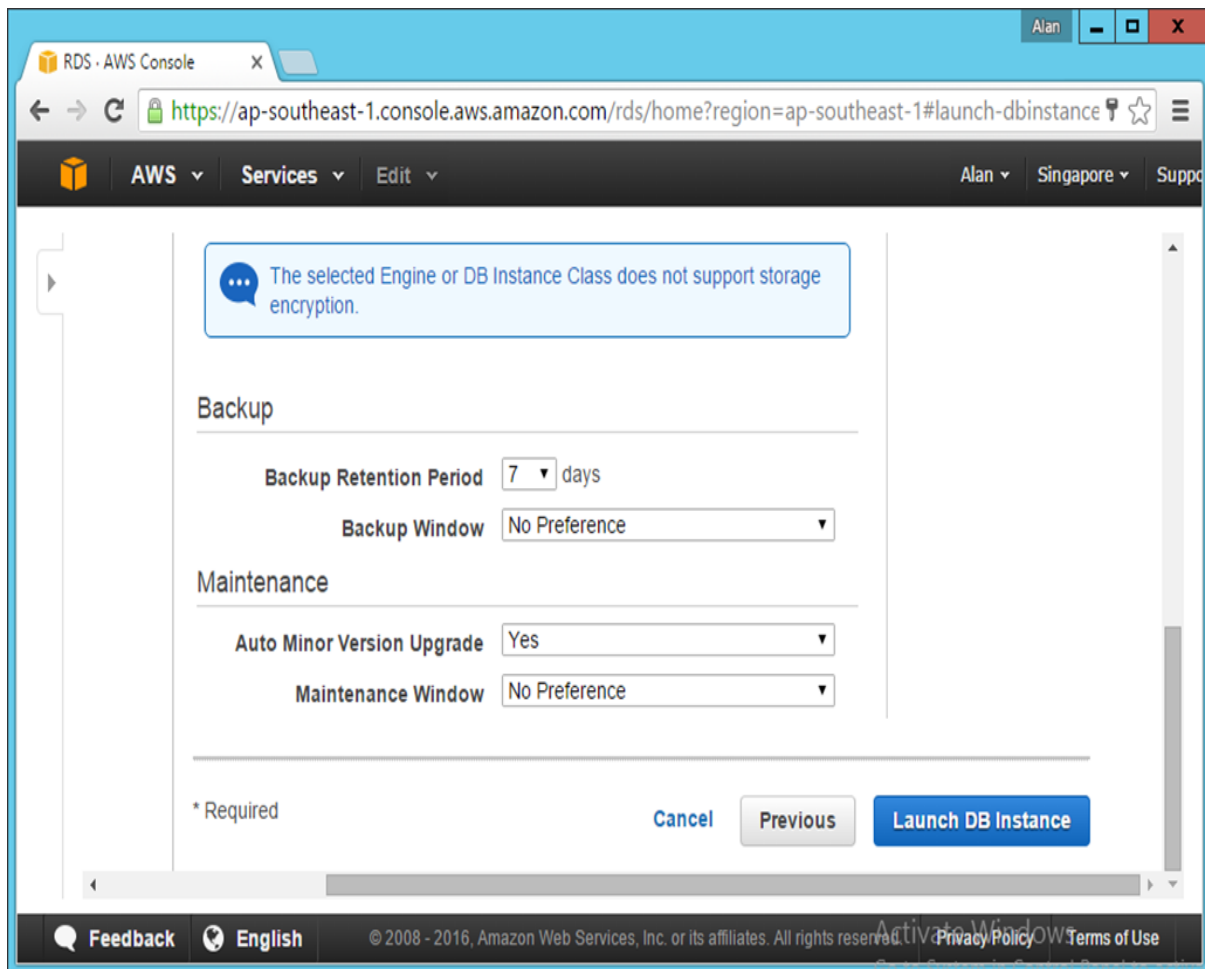 Alan
RDS · AWS Console
https://ap-southeast-1.console.aws.amazon.com/rds/home?region=ap-southeast-1#launch-dbinstance
AWS Services Edit Alan Singapore Suppo
The selected Engine or DB Instance Class does not support storage
encryption.
Backup
Backup Retention Period 7 days
Backup Window No Preference
Maintenance
Auto Minor Version Upgrade Yes
Maintenance Window No Preference
* Required Cancel Previous Launch DB Instance
Feedback English © 2008 - 2016, Amazon Web Services, Inc. or its affiliates. All rights reserved. Privacy Policy Terms of Use
Activate Windows